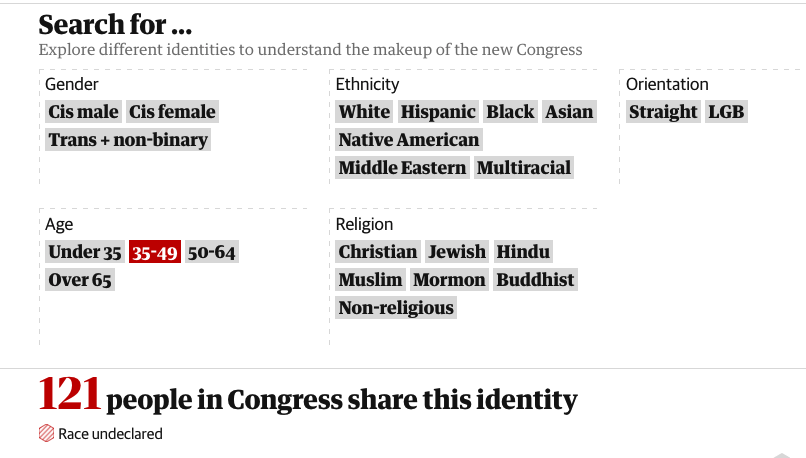 Search for ...
Explore different identities to understand the makeup of the new Congress
Gender
Cis male Cis female
Trans + non-binary
Ethnicity
White Hispanic Black Asian
Native American
Middle Eastern Multiracial
Orientation
Straight LGB
Age
Under 35 35-49 50-64
Over 65
Religion
Christian Jewish Hindu
Muslim Mormon Buddhist
Non-religious
121 people in Congress share this identity
Race undeclared